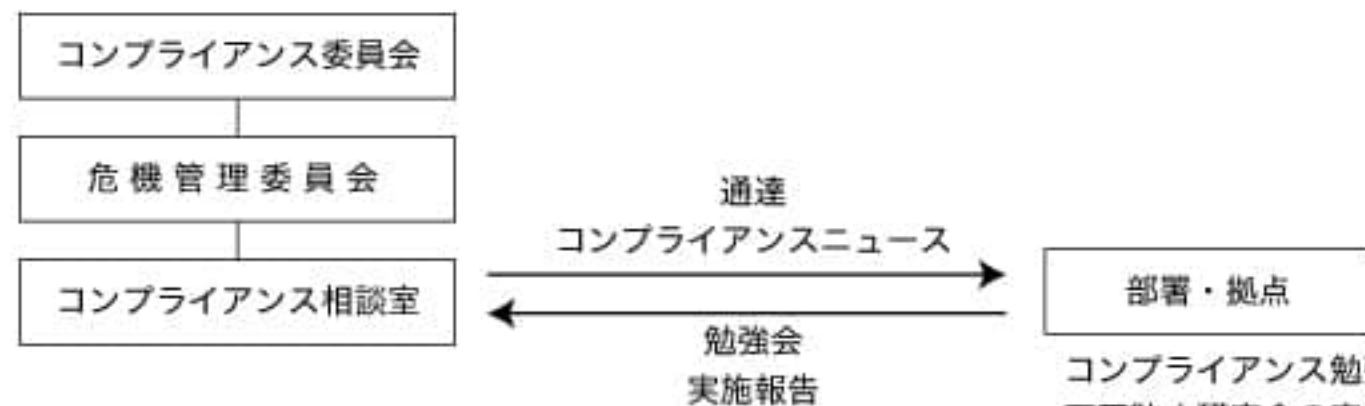 コンプライアンス委員会
危機管理委員会
コンプライアンス相談室
通達
コンプライアンスニュース
勉強会
実施報告
部署・拠点
コンプライアンス勉